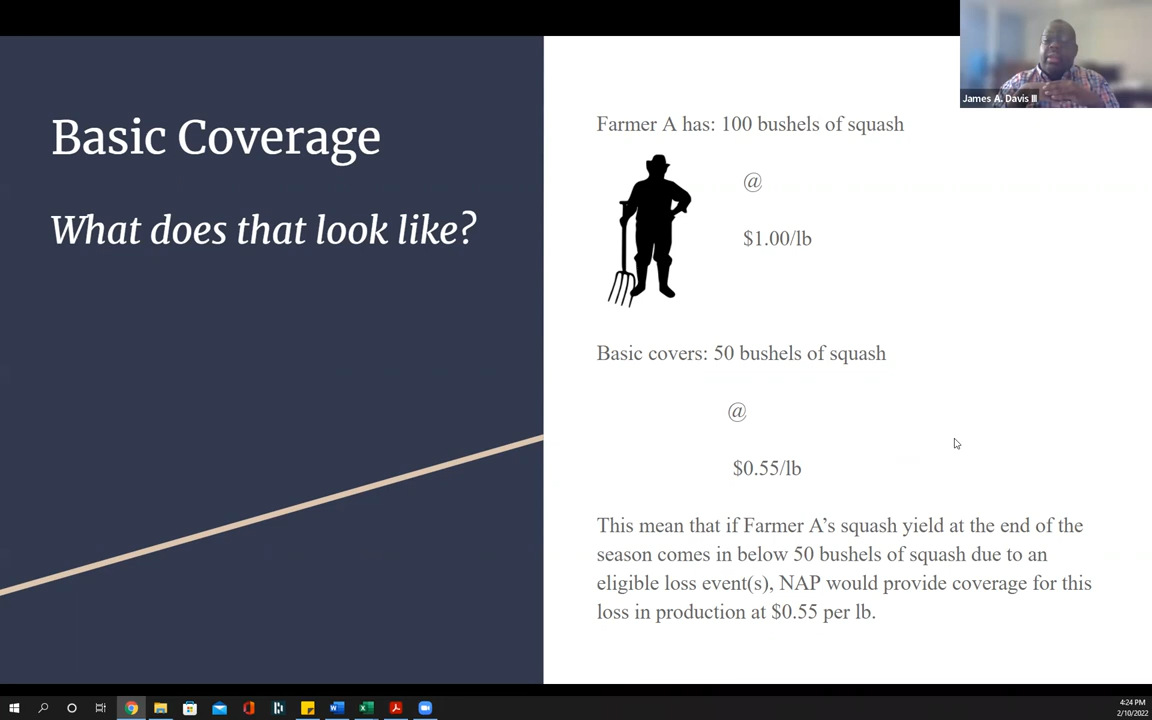 Basic Coverage
What does that look like?
Farmer A has: 100 bushels of squash
@
$1.00/lb
Basic covers: 50 bushels of squash
@
$0.55/lb
This mean that if Farmer A’s squash yield at the end of the
season comes in below 50 bushels of squash due to an
eligible loss event(s), NAP would provide coverage for this
loss in production at $0.55 per lb.
James A. Davis III
4:24 PM
2/10/2022